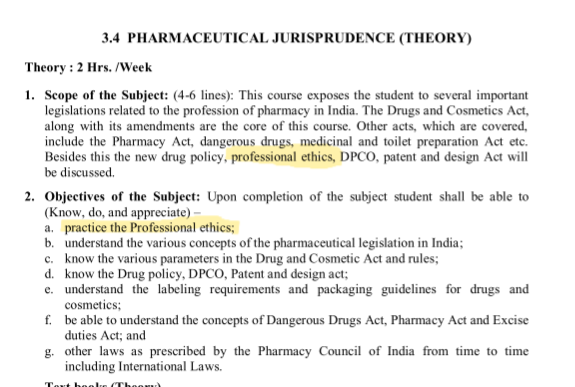 3.4 PHARMACEUTICAL JURISPRUDENCE (THEORY)
Theory : 2 Hrs. /Week
1. Scope of the Subject: (4-6 lines): This course exposes the student to several important
legislations related to the profession of pharmacy in India. The Drugs and Cosmetics Act,
along with its amendments are the core of this course. Other acts, which are covered,
include the Pharmacy Act, dangerous drugs, medicinal and toilet preparation Act etc.
Besides this the new drug policy, professional ethics, DPCO, patent and design Act will
be discussed.
2. Objectives of the Subject: Upon completion of the subject student shall be able to
(Know, do, and appreciate) –
a. practice the Professional ethics;
b. understand the various concepts of the pharmaceutical legislation in India;
c. know the various parameters in the Drug and Cosmetic Act and rules;
d. know the Drug policy, DPCO, Patent and design act;
e. understand the labeling requirements and packaging guidelines for drugs and
cosmetics;
f. be able to understand the concepts of Dangerous Drugs Act, Pharmacy Act and Excise
duties Act; and
g. other laws as prescribed by the Pharmacy Council of India from time to time
including International Laws.
Text books (Theory)